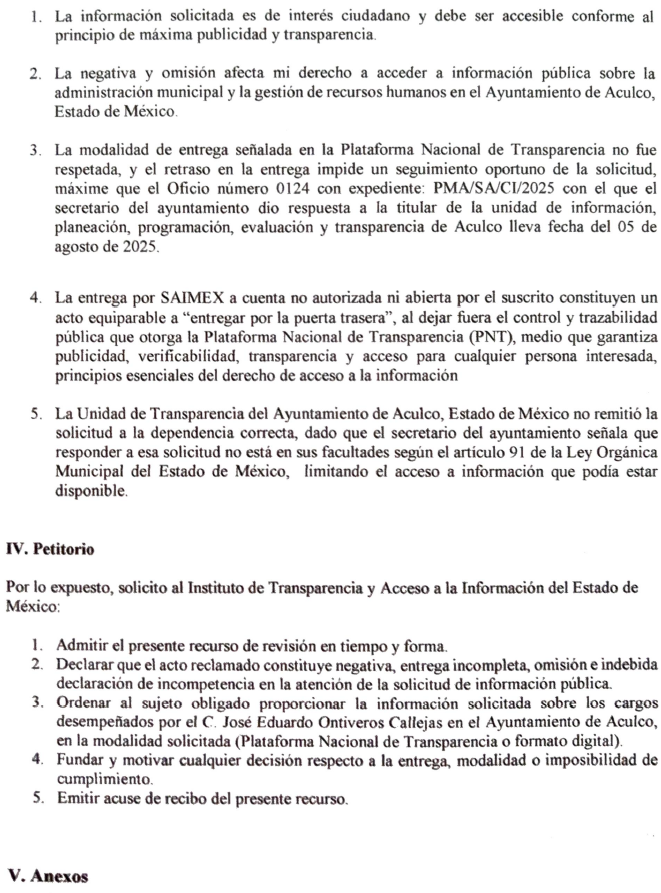 1. La información solicitada es de interés ciudadano y debe ser accesible conforme al
principio de máxima publicidad y transparencia.
2. La negativa y omisión afecta mi derecho a acceder a información pública sobre la
administración municipal y la gestión de recursos humanos en el Ayuntamiento de Aculco,
Estado de México.
3. La modalidad de entrega señalada en la Plataforma Nacional de Transparencia no fue
respetada, y el retraso en la entrega impide un seguimiento oportuno de la solicitud,
máxime que el Oficio número 0124 con expediente: PMA/SA/CI/2025 con el que el
secretario del ayuntamiento dio respuesta a la titular de la unidad de información,
planeación, programación, evaluación y transparencia de Aculco lleva fecha del 05 de
agosto de 2025.
4. La entrega por SAIMEX a cuenta no autorizada ni abierta por el suscrito constituyen un
acto equiparable a “entregar por la puerta trasera”, al dejar fuera el control y trazabilidad
pública que otorga la Plataforma Nacional de Transparencia (PNT), medio que garantiza
publicidad, verificabilidad, transparencia y acceso para cualquier persona interesada,
principios esenciales del derecho de acceso a la información
5. La Unidad de Transparencia del Ayuntamiento de Aculco, Estado de México no remitió la
solicitud a la dependencia correcta, dado que el secretario del ayuntamiento señala que
responder a esa solicitud no está en sus facultades según el artículo 91 de la Ley Orgánica
Municipal del Estado de México, limitando el acceso a información que podía estar
disponible.
IV. Petitorio
Por lo expuesto, solicito al Instituto de Transparencia y Acceso a la Información del Estado de
México:
1. Admitir el presente recurso de revisión en tiempo y forma.
2. Declarar que el acto reclamado constituye negativa, entrega incompleta, omisión e indebida
declaración de incompetencia en la atención de la solicitud de información pública.
3. Ordenar al sujeto obligado proporcionar la información solicitada sobre los cargos
desempeñados por el C. José Eduardo Ontiveros Callejas en el Ayuntamiento de Aculco,
en la modalidad solicitada (Plataforma Nacional de Transparencia o formato digital).
4. Fundar y motivar cualquier decisión respecto a la entrega, modalidad o imposibilidad de
cumplimiento.
5. Emitir acuse de recibo del presente recurso.
V. Anexos